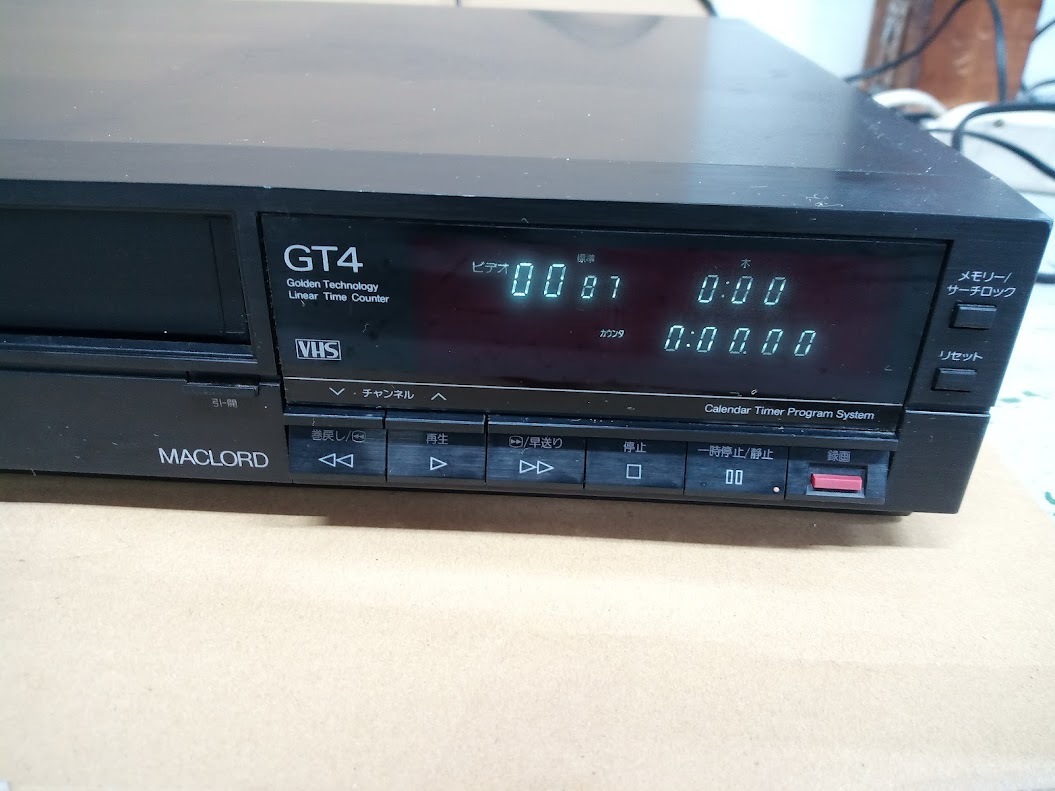 GT4
Golden Technology
Linear Time Counter
VHS
標準
ビデオ 00 87
木
0:00
カウンタ 0:00.00
メモリー/
サーチロック
リセット
チャンネル
Calendar Timer Program System
引-開
MACLORD
巻戻し/
再生
/早送り
停止
一時停止/静止
録画